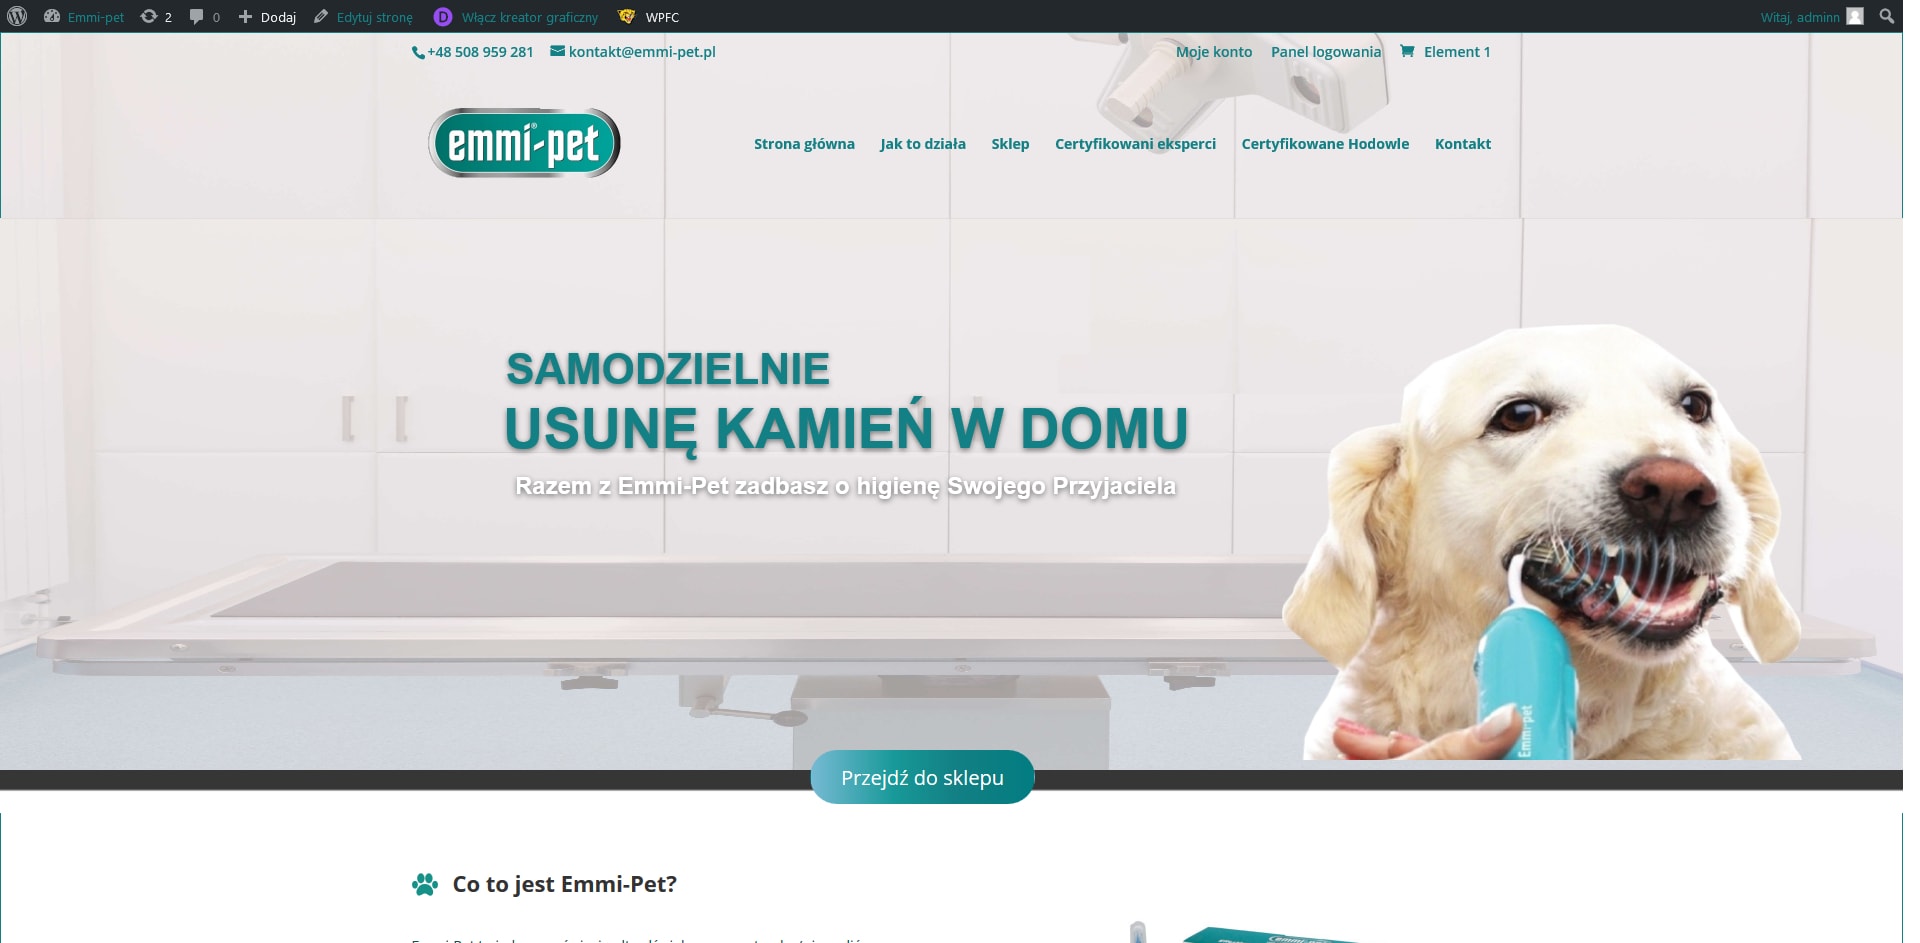 Emmi-pet 2 0 Dodaj Edytuj stronę D Włącz kreator graficzny WPFC Witaj, adminn
+48 508 959 281 kontakt@emmi-pet.pl Moje konto Panel logowania Element 1
emmi®-pet
Strona główna Jak to działa Sklep Certyfikowani eksperci Certyfikowane Hodowle Kontakt
SAMODZIELNIE
USUNĘ KAMIEŃ W DOMU
Razem z Emmi-Pet zadbasz o higienę Swojego Przyjaciela
Emmi-pet
Przejdź do sklepu
Co to jest Emmi-Pet?